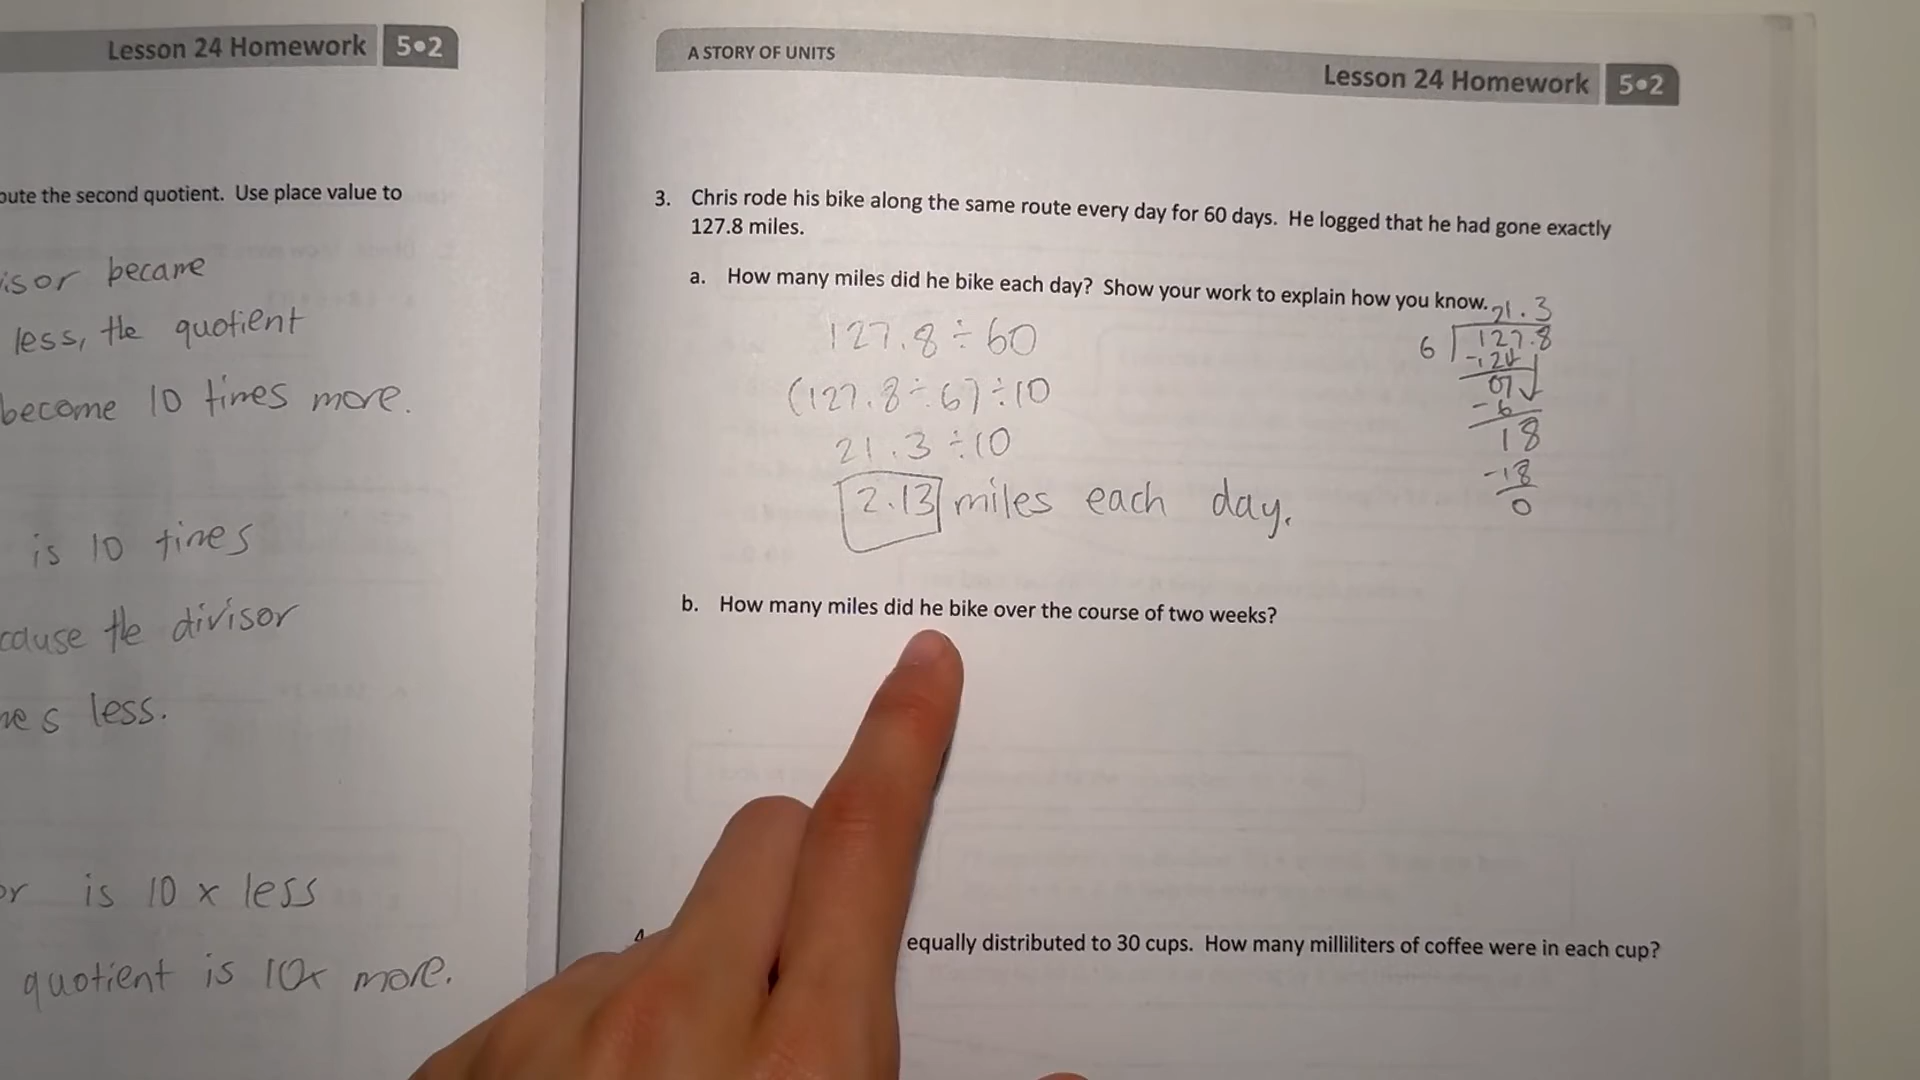 Lesson 24 Homework 5•2
the second quotient. Use place value to
became
less, the quotient
become 10 times more.
is 10 times
the divisor
less.
is 10 x less
quotient is 10x more.
A STORY OF UNITS
Lesson 24 Homework 5•2
3. Chris rode his bike along the same route every day for 60 days. He logged that he had gone exactly
127.8 miles.
a. How many miles did he bike each day? Show your work to explain how you know.
127.8 ÷ 60
(127.8 ÷ 6) ÷ 10
21.3 ÷ 10
2.13 miles each day.
21.3
6 127.8
-12
07
-6
18
-18
0
b. How many miles did he bike over the course of two weeks?
equally distributed to 30 cups. How many milliliters of coffee were in each cup?